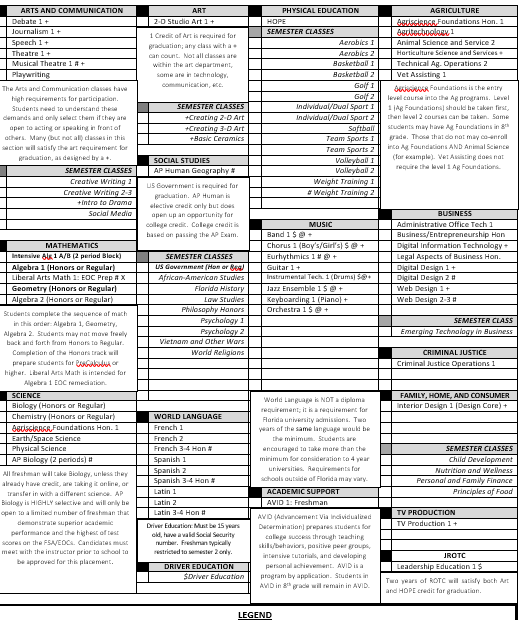 ARTS AND COMMUNICATION
Debate 1 +
Journalism 1 +
Speech 1 +
Theatre 1 +
Musical Theatre 1 # +
Playwriting
The Arts and Communication classes have
high requirements for participation.
Students need to understand these
demands and only select them if they are
open to acting or speaking in front of
others. Many (but not all) classes in this
section will satisfy the art requirement for
graduation, as designed by a +.
SEMESTER CLASSES
Creative Writing 1
Creative Writing 2-3
+Intro to Drama
Social Media
MATHEMATICS
Intensive Alg 1 A/B (2 period Block)
Algebra 1 (Honors or Regular)
Liberal Arts Math 1: EOC Prep # X
Geometry (Honors or Regular)
Algebra 2 (Honors or Regular)
Students complete the sequence of math
in this order: Algebra 1, Geometry,
Algebra 2. Students may not move freely
back and forth from Honors to Regular.
Completion of the Honors track will
prepare students for PreCalculus or
higher. Liberal Arts Math is intended for
Algebra 1 EOC remediation.
SCIENCE
Biology (Honors or Regular)
Chemistry (Honors or Regular)
Agriscience Foundations Hon. 1
Earth/Space Science
Physical Science
AP Biology (2 periods) #
All freshman will take Biology, unless they
already have credit, are taking it online, or
transfer in with a different science. AP
Biology is HIGHLY selective and will only be
open to a limited number of freshman that
demonstrate superior academic
performance and the highest of test
scores on the FSA/EOCs. Candidates must
meet with the instructor prior to school to
be approved for this placement.
ART
2-D Studio Art 1 +
1 Credit of Art is required for
graduation; any class with a +
can count. Not all classes are
within the art department,
some are in technology,
communication, etc.
SEMESTER CLASSES
+Creating 2-D Art
+Creating 3-D Art
+Basic Ceramics
SOCIAL STUDIES
AP Human Geography #
US Government is required for
graduation. AP Human is
elective credit only but does
open up an opportunity for
college credit. College credit is
based on passing the AP Exam.
SEMESTER CLASSES
US Government (Hon or Reg)
African-American Studies
Florida History
Law Studies
Philosophy Honors
Psychology 1
Psychology 2
Vietnam and Other Wars
World Religions
WORLD LANGUAGE
French 1
French 2
French 3-4 Hon #
Spanish 1
Spanish 2
Spanish 3-4 Hon #
Latin 1
Latin 2
Latin 3-4 Hon #
Driver Education: Must be 15 years
old, have a valid Social Security
number. Freshman typically
restricted to semester 2 only.
DRIVER EDUCATION
$Driver Education
PHYSICAL EDUCATION
HOPE
SEMESTER CLASSES
Aerobics 1
Aerobics 2
Basketball 1
Basketball 2
Golf 1
Golf 2
Individual/Dual Sport 1
Individual/Dual Sport 2
Softball
Team Sports 1
Team Sports 2
Volleyball 1
Volleyball 2
Weight Training 1
# Weight Training 2
MUSIC
Band 1 $ @ +
Chorus 1 (Boy's/Girl's) $ @ +
Eurhythmics 1 # @ +
Guitar 1 +
Instrumental Tech. 1 (Drums) $@+
Jazz Ensemble 1 $ @ +
Keyboarding 1 (Piano) +
Orchestra 1 $ @ +
World Language is NOT a diploma
requirement; it is a requirement for
Florida university admissions. Two
years of the same language would be
the minimum. Students are
encouraged to take more than the
minimum for consideration to 4 year
universities. Requirements for
schools outside of Florida may vary.
ACADEMIC SUPPORT
AVID 1: Freshman
AVID (Advancement Via Individualized
Determination) prepares students for
college success through teaching
skills/behaviors, positive peer groups,
intensive tutorials, and developing
personal achievement. AVID is a
program by application. Students in
AVID in 8th grade will remain in AVID.
AGRICULTURE
Agriscience Foundations Hon. 1
Agritechnology 1
Animal Science and Service 2
Horticulture Science and Services +
Technical Ag. Operations 2
Vet Assisting 1
Agriscience Foundations is the entry
level course into the Ag programs. Level
1 (Ag Foundations) should be taken first,
then level 2 courses can be taken. Some
students may have Ag Foundations in 8th
grade. Those that do not may co-enroll
into Ag Foundations AND Animal Science
(for example). Vet Assisting does not
require the level 1 Ag Foundations.
BUSINESS
Administrative Office Tech 1
Business/Entrepreneurship Hon
Digital Information Technology +
Legal Aspects of Business Hon.
Digital Design 1 +
Digital Design 2 #
Web Design 1 +
Web Design 2-3 #
SEMESTER CLASS
Emerging Technology in Business
CRIMINAL JUSTICE
Criminal Justice Operations 1
FAMILY, HOME, AND CONSUMER
Interior Design 1 (Design Core) +
SEMESTER CLASSES
Child Development
Nutrition and Wellness
Personal and Family Finance
Principles of Food
TV PRODUCTION
TV Production 1 +
JROTC
Leadership Education 1 $
Two years of ROTC will satisfy both Art
and HOPE credit for graduation.
LEGEND